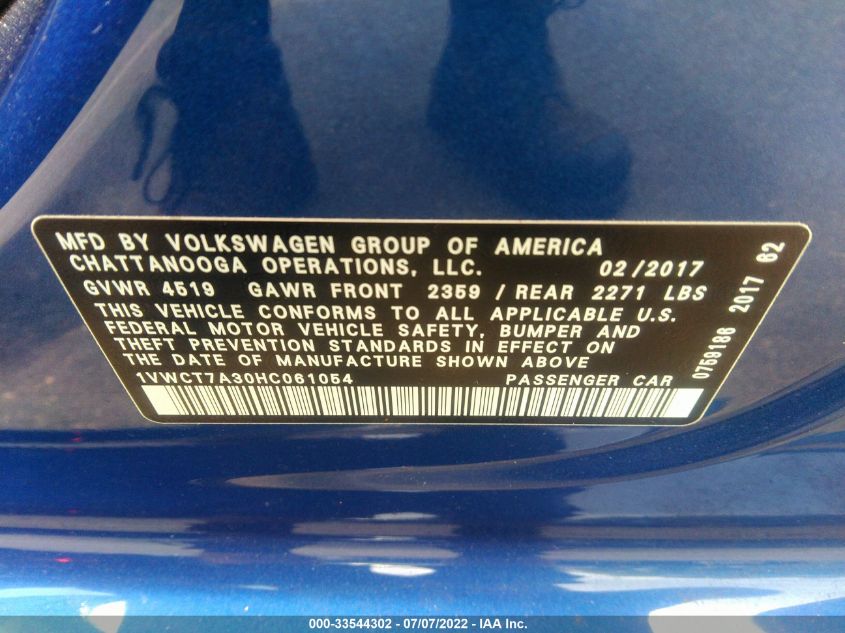 MFD BY VOLKSWAGEN GROUP OF AMERICA
CHATTANOOGA OPERATIONS, LLC. 02/2017
GVWR 4519 GAWR FRONT 2359 / REAR 2271 LBS
THIS VEHICLE CONFORMS TO ALL APPLICABLE U.S.
FEDERAL MOTOR VEHICLE SAFETY, BUMPER AND
THEFT PREVENTION STANDARDS IN EFFECT ON
THE DATE OF MANUFACTURE SHOWN ABOVE
1VWCT7A30HC061054 PASSENGER CAR
0759186 2017 62
000-33544302 - 07/07/2022 - IAA Inc.